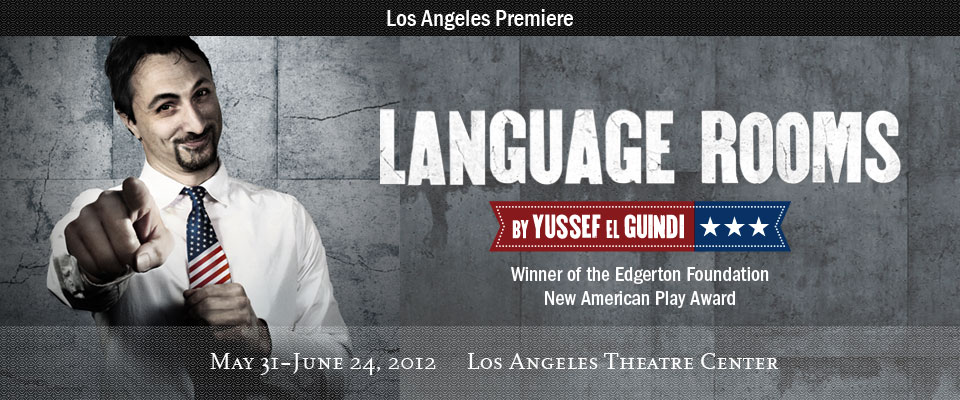 Los Angeles Premiere
LANGUAGE ROOMS
BY YUSSEF EL GUINDI
Winner of the Edgerton Foundation
New American Play Award
May 31–June 24, 2012 Los Angeles Theatre Center